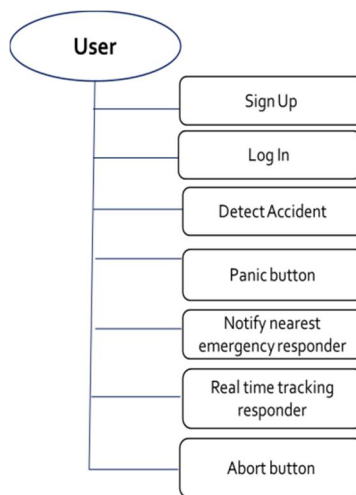 User
Sign Up
Log In
Detect Accident
Panic button
Notify nearest
emergency responder
Real time tracking
responder
Abort button